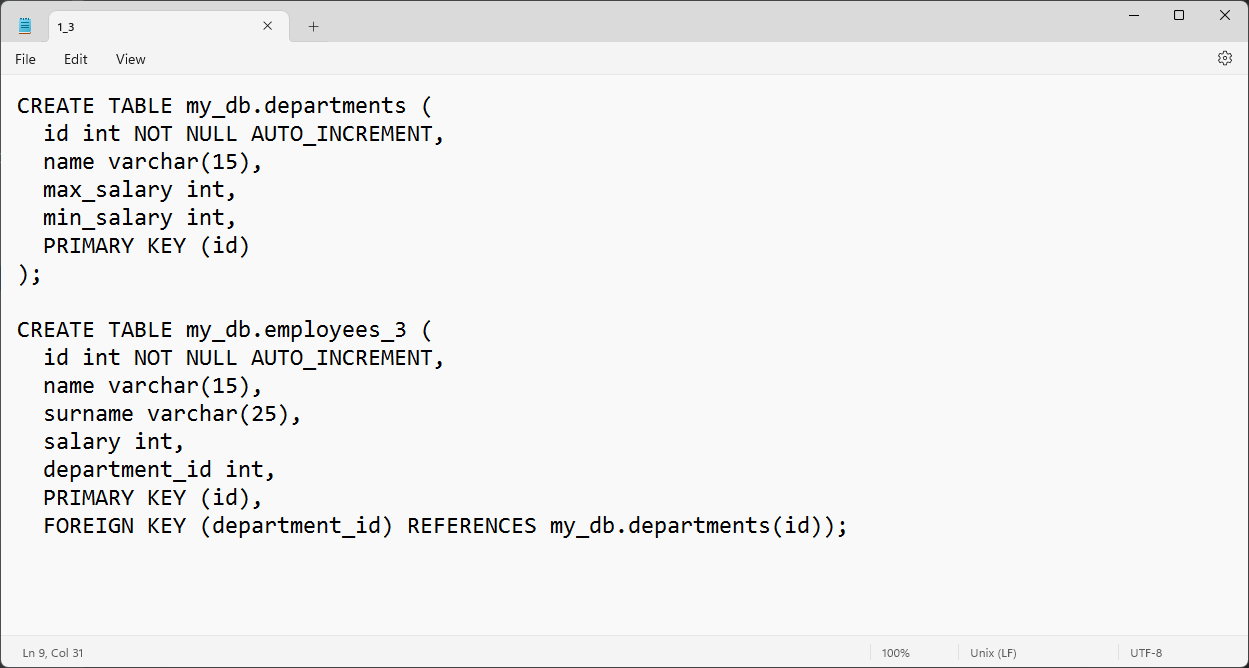 1_3
File Edit View
CREATE TABLE my_db.departments (
  id int NOT NULL AUTO_INCREMENT,
  name varchar(15),
  max_salary int,
  min_salary int,
  PRIMARY KEY (id)
);

CREATE TABLE my_db.employees_3 (
  id int NOT NULL AUTO_INCREMENT,
  name varchar(15),
  surname varchar(25),
  salary int,
  department_id int,
  PRIMARY KEY (id),
  FOREIGN KEY (department_id) REFERENCES my_db.departments(id));
Ln 9, Col 31 100% Unix (LF) UTF-8